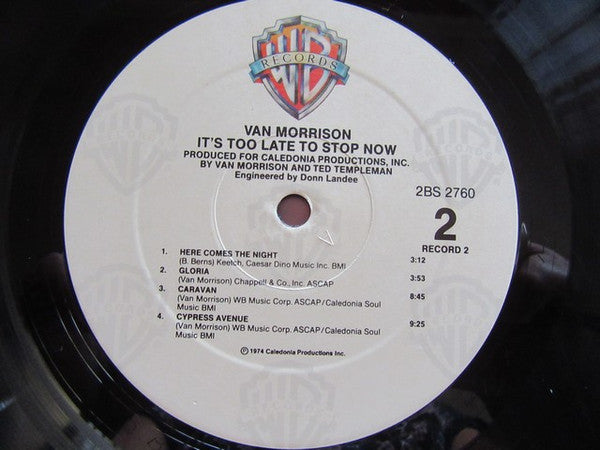 WB
RECORDS
VAN MORRISON
IT'S TOO LATE TO STOP NOW
PRODUCED FOR CALEDONIA PRODUCTIONS, INC.
BY VAN MORRISON AND TED TEMPLEMAN
Engineered by Donn Landee
2BS 2760
2
RECORD 2
1. HERE COMES THE NIGHT
(B. Berns) Keetch, Caesar Dino Music Inc. BMI 3:12
2. GLORIA
(Van Morrison) Chappell & Co., Inc. ASCAP 3:53
3. CARAVAN
(Van Morrison) WB Music Corp. ASCAP/Caledonia Soul 8:45
Music BMI
4. CYPRESS AVENUE
(Van Morrison) WB Music Corp. ASCAP/Caledonia Soul 9:25
Music BMI
℗ 1974 Caledonia Productions Inc.